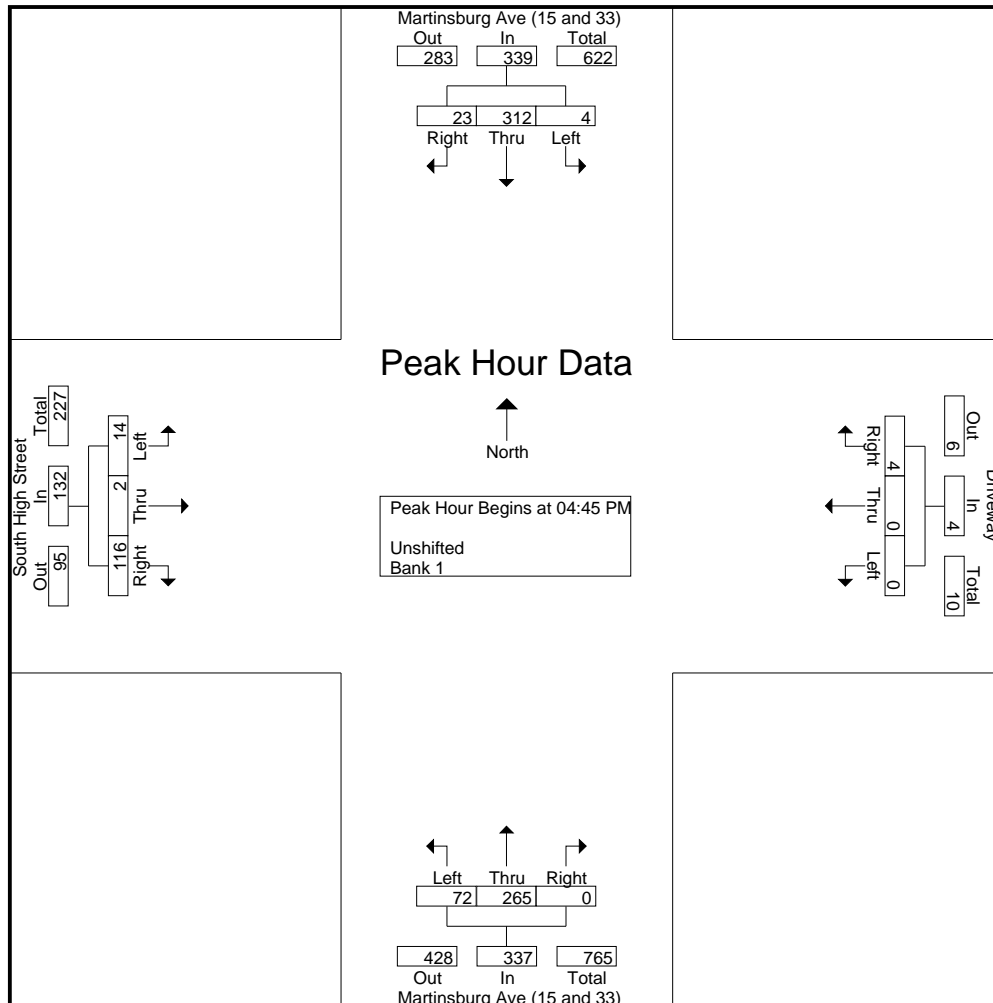 Martinsburg Ave (15 and 33)
Out In Total
283 339 622
23 312 4
Right Thru Left
Peak Hour Data
North
Peak Hour Begins at 04:45 PM
Unshifted
Bank 1
South High Street
Out In Total
95 132 227
14 2 116
Left Thru Right
Driveway
Out In Total
6 4 10
Right Thru Left
4 0 0
Left Thru Right
72 265 0
428 337 765
Out In Total
Martinsburg Ave (15 and 33)